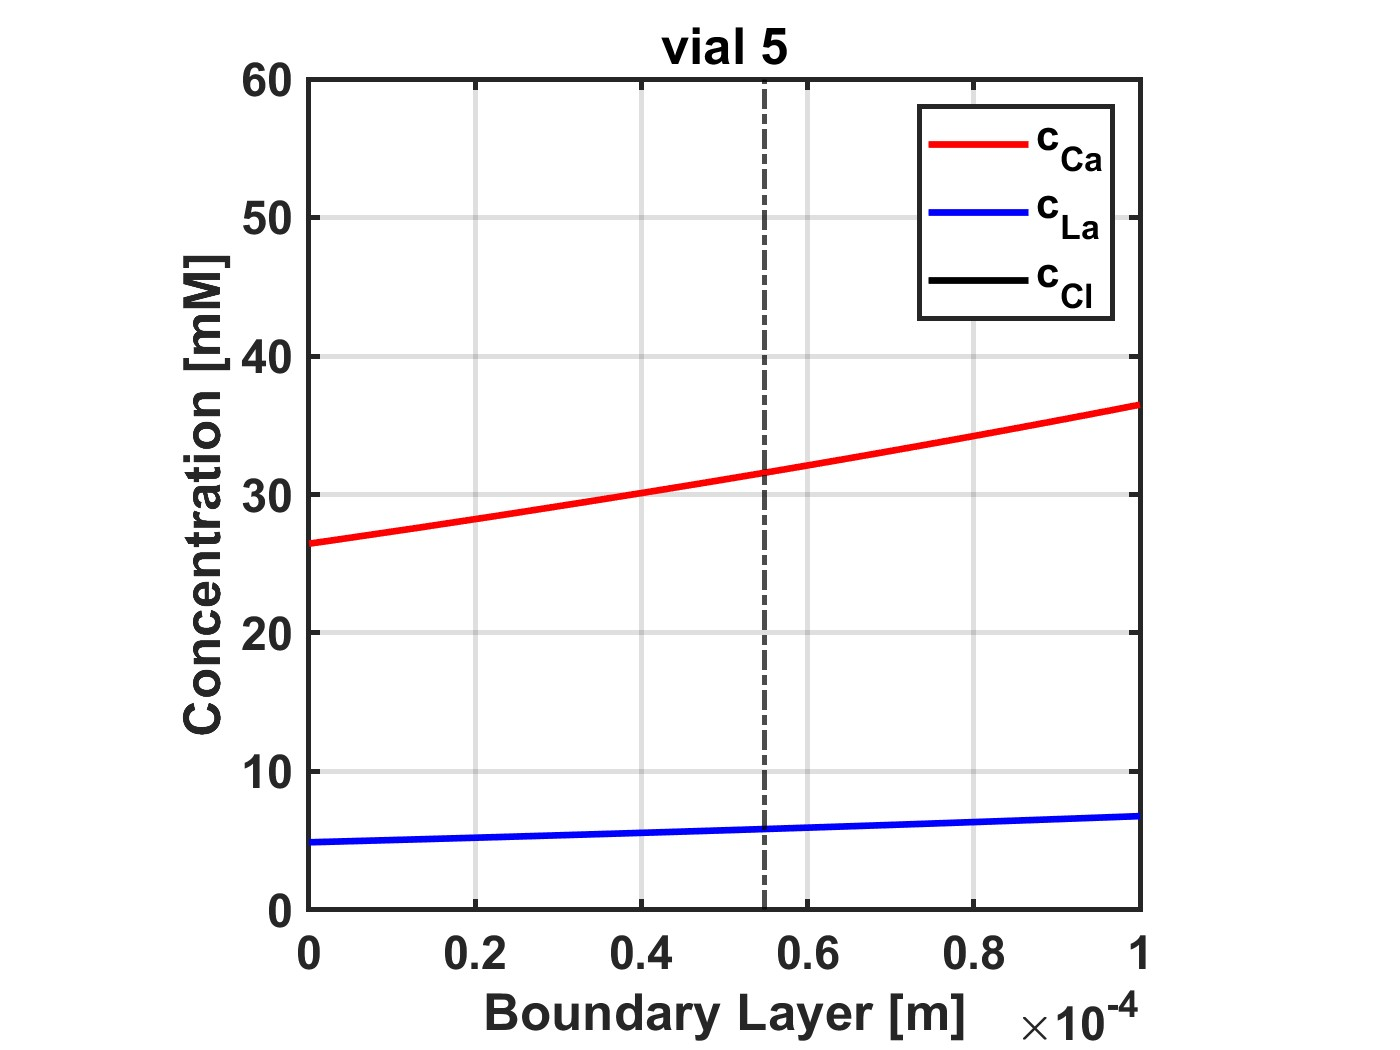 vial 5
60
50
40
30
20
10
0
Concentration [mM]
c_Ca
c_La
c_Cl
0 0.2 0.4 0.6 0.8 1
Boundary Layer [m]
×10^-4